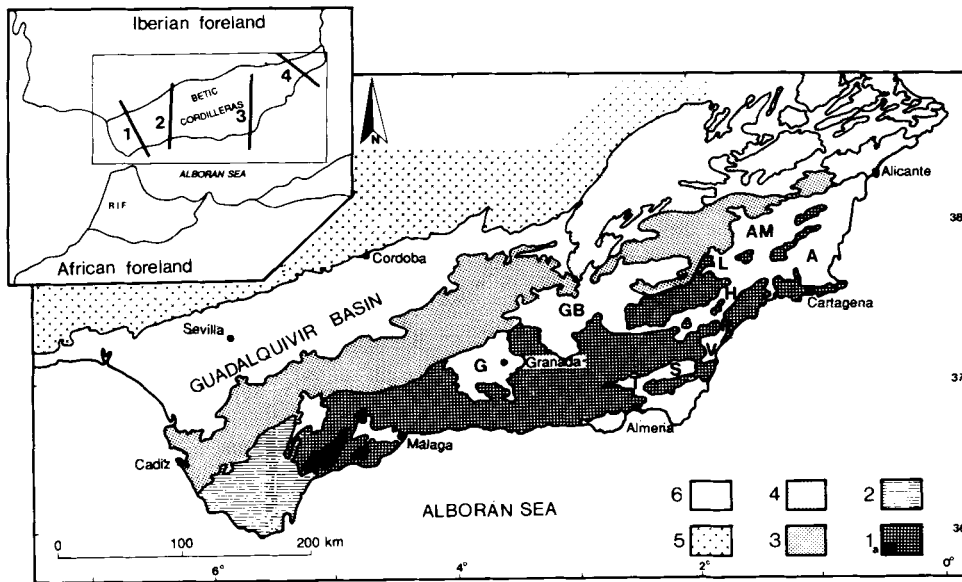 Iberian foreland
4
BETIC
CORDILLERAS
1
2
3
ALBORAN SEA
RIF
African foreland
N
Alicante
38
Cordoba
AM
A
L
H
Cartagena
Sevilla
GUADALQUIVIR BASIN
GB
V
G
Granada
S
T
37
Almeria
Málaga
Cadiz
ALBORÁN SEA
6
4
2
5
3
1a
36
0
100
200 km
6°
4°
2°
0°